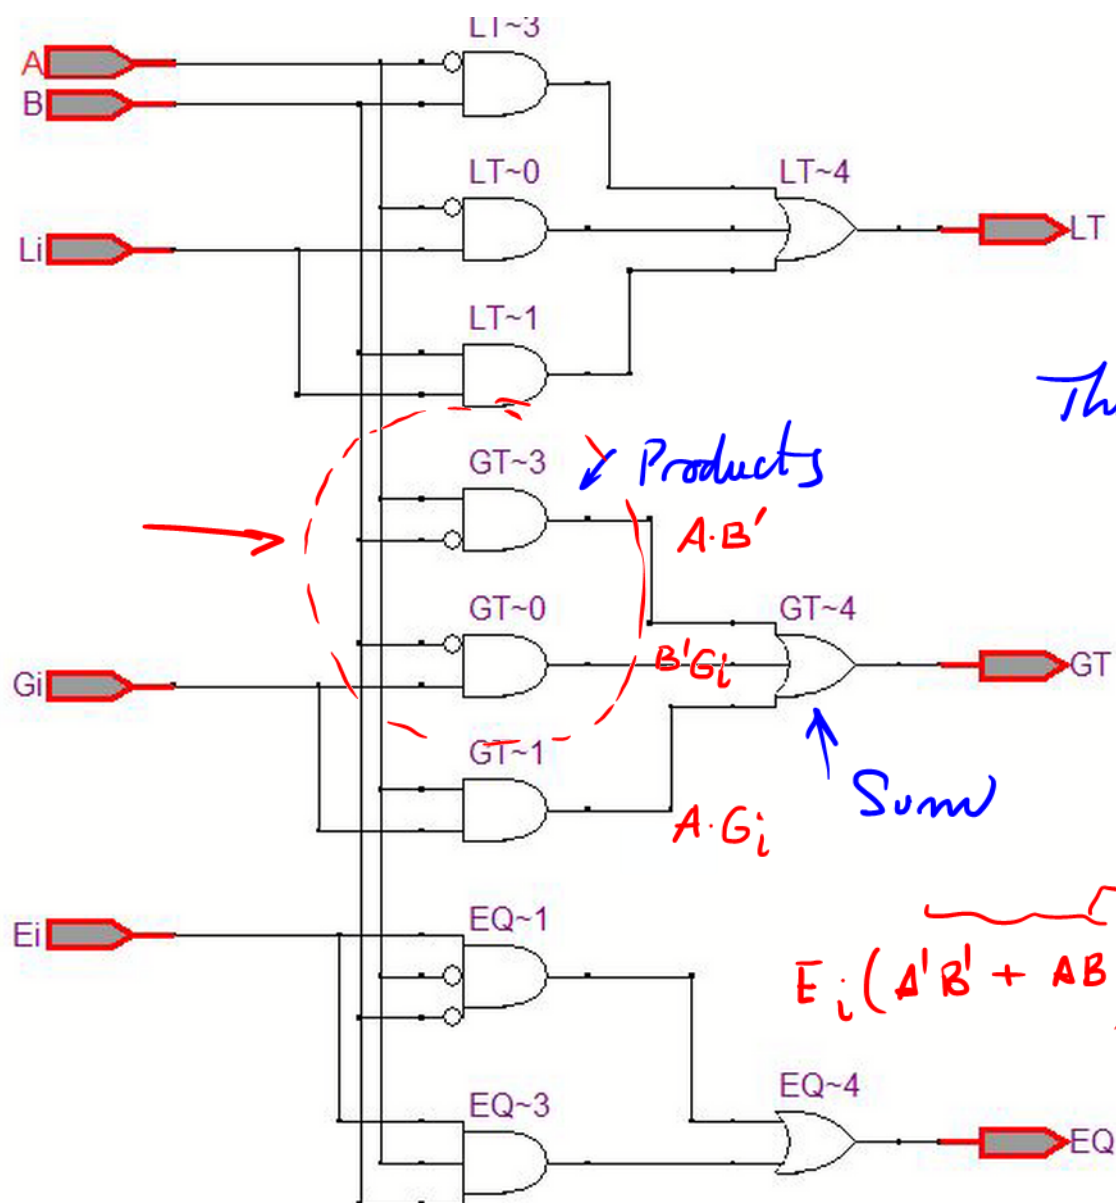 LT~3
A
B
LT~0
LT~4
Li
LT
LT~1
Th
GT~3
Products
A·B'
GT~0
GT~4
B'Gi
Gi
GT
GT~1
Sum
A·Gi
EQ~1
Ei
Ei(A'B' + AB
EQ~3
EQ~4
EQ